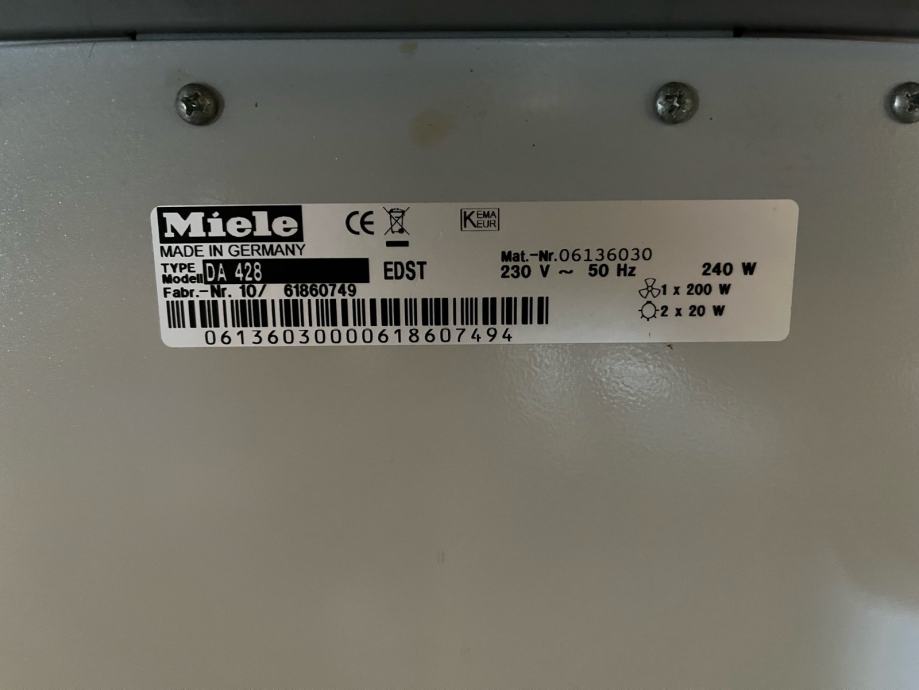 Miele CE KEMA KEUR
MADE IN GERMANY
TYPE
Modell DA 428 EDST
Mat.-Nr.06136030
230 V ~ 50 Hz 240 W
Fabr.-Nr. 10/ 61860749
1 x 200 W
2 x 20 W
06136030000618607494